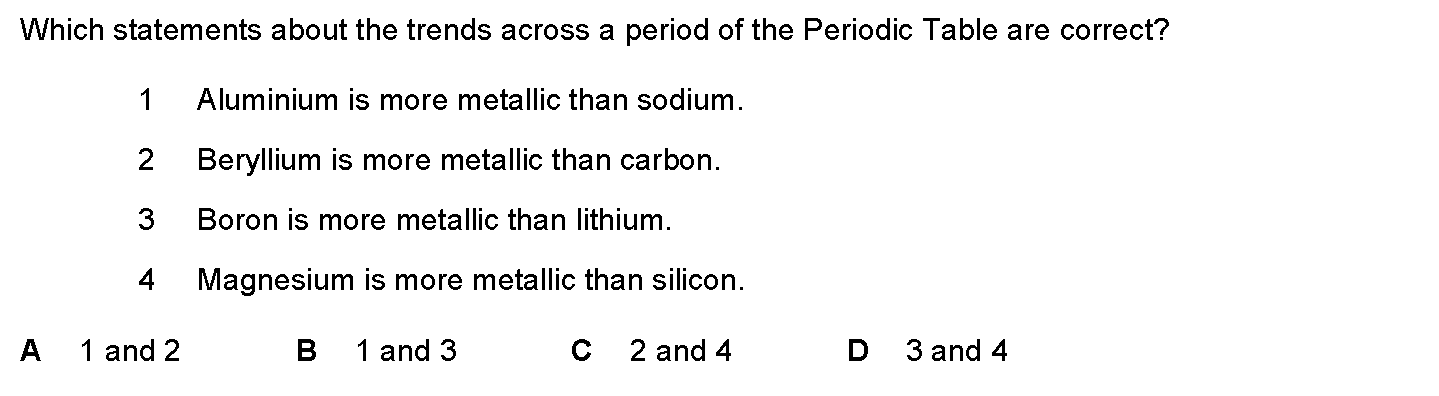 Which statements about the trends across a period of the Periodic Table are correct?
1 Aluminium is more metallic than sodium.
2 Beryllium is more metallic than carbon.
3 Boron is more metallic than lithium.
4 Magnesium is more metallic than silicon.
A 1 and 2 B 1 and 3 C 2 and 4 D 3 and 4